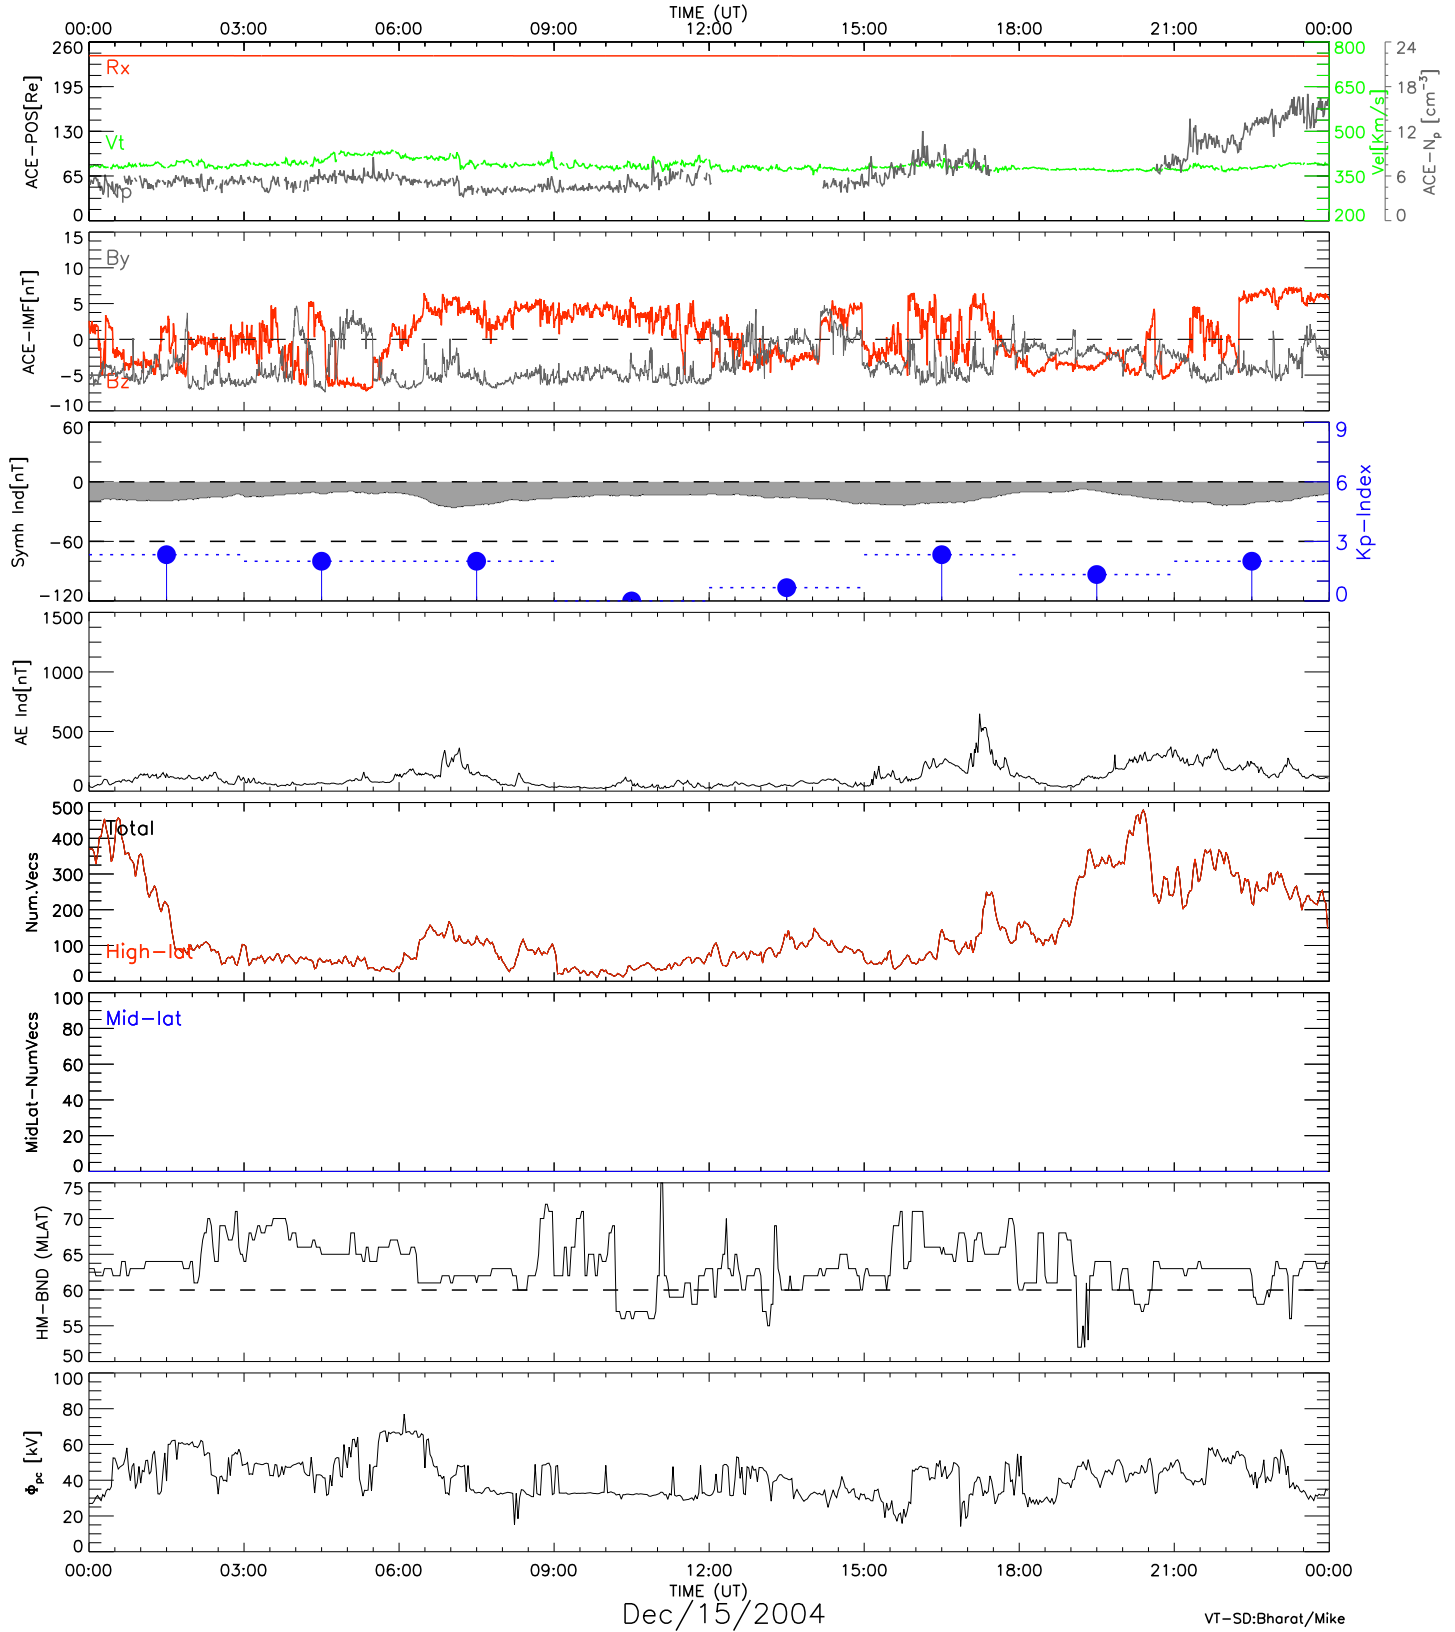 TIME (UT)
00:00 03:00 06:00 09:00 12:00 15:00 18:00 21:00 00:00
260 195 130 65 0
ACE-POS[Re]
Rx
Vt
Np
800 650 500 350 200
Vel[Km/s]
24 18 12 6 0
ACE-Np [cm⁻³]
15 10 5 0 -5 -10
ACE-IMF[nT]
By
Bz
60 0 -60 -120
Symh Ind[nT]
9 6 3 0
Kp-Index
1500 1000 500 0
AE Ind[nT]
500 400 300 200 100 0
Num.Vecs
Total
High-lat
100 80 60 40 20 0
MidLat-NumVecs
Mid-lat
75 70 65 60 55 50
HM-BND (MLAT)
100 80 60 40 20 0
Φpc [kV]
00:00 03:00 06:00 09:00 12:00 15:00 18:00 21:00 00:00
TIME (UT)
Dec/15/2004
VT-SD:Bharat/Mike